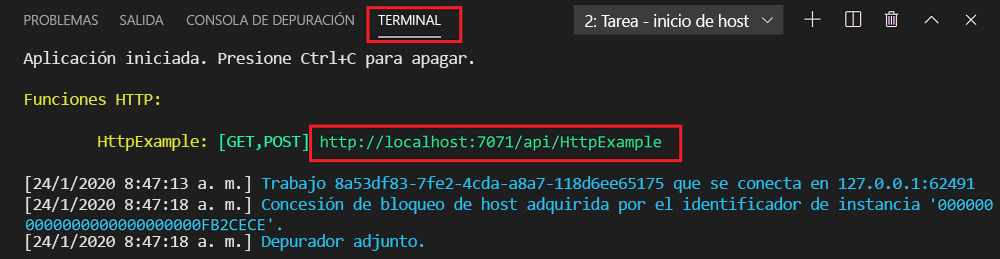 PROBLEMAS SALIDA CONSOLA DE DEPURACIÓN TERMINAL 2: Tarea - inicio de host
Aplicación iniciada. Presione Ctrl+C para apagar.
Funciones HTTP:
HttpExample: [GET,POST] http://localhost:7071/api/HttpExample
[24/1/2020 8:47:13 a. m.] Trabajo 8a53df83-7fe2-4cda-a8a7-118d6ee65175 que se conecta en 127.0.0.1:62491
[24/1/2020 8:47:18 a. m.] Concesión de bloqueo de host adquirida por el identificador de instancia '000000
0000000000000000000FB2CECE'.
[24/1/2020 8:47:18 a. m.] Depurador adjunto.